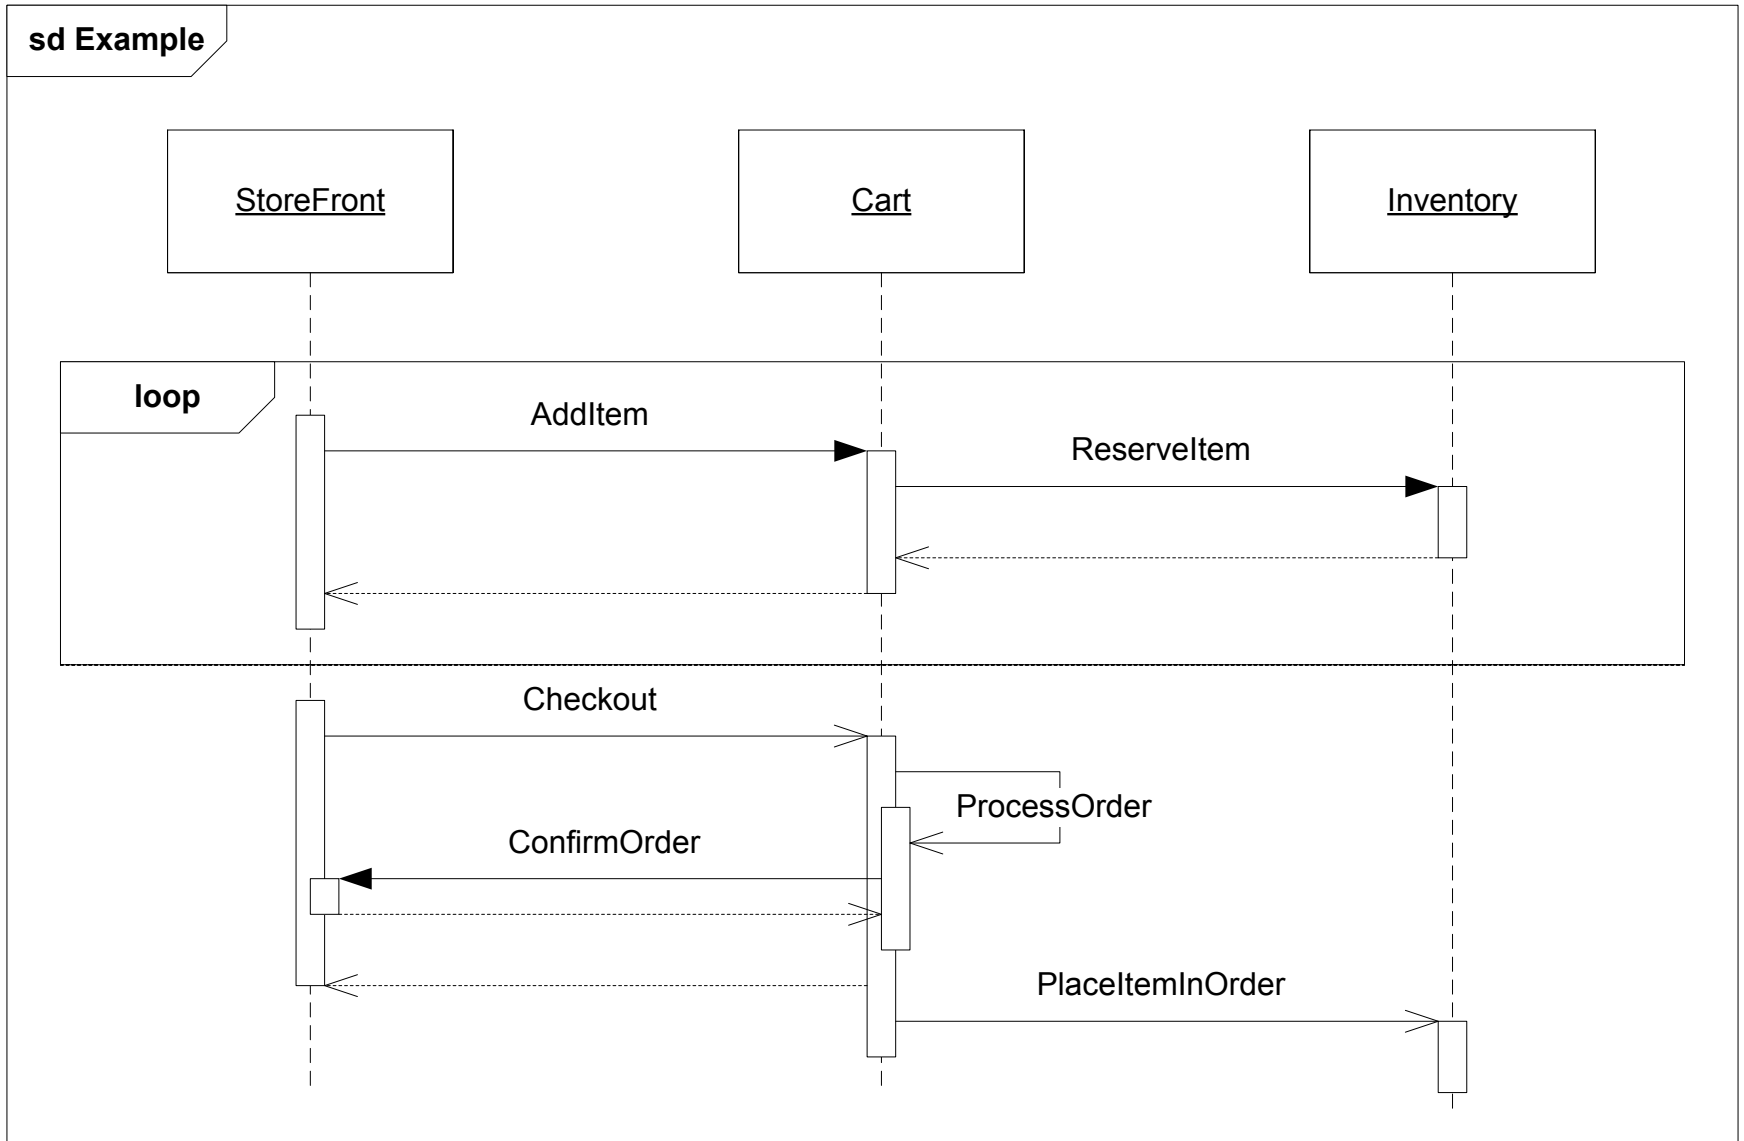 sd Example
StoreFront
Cart
Inventory
loop
AddItem
ReserveItem
Checkout
ProcessOrder
ConfirmOrder
PlaceItemInOrder